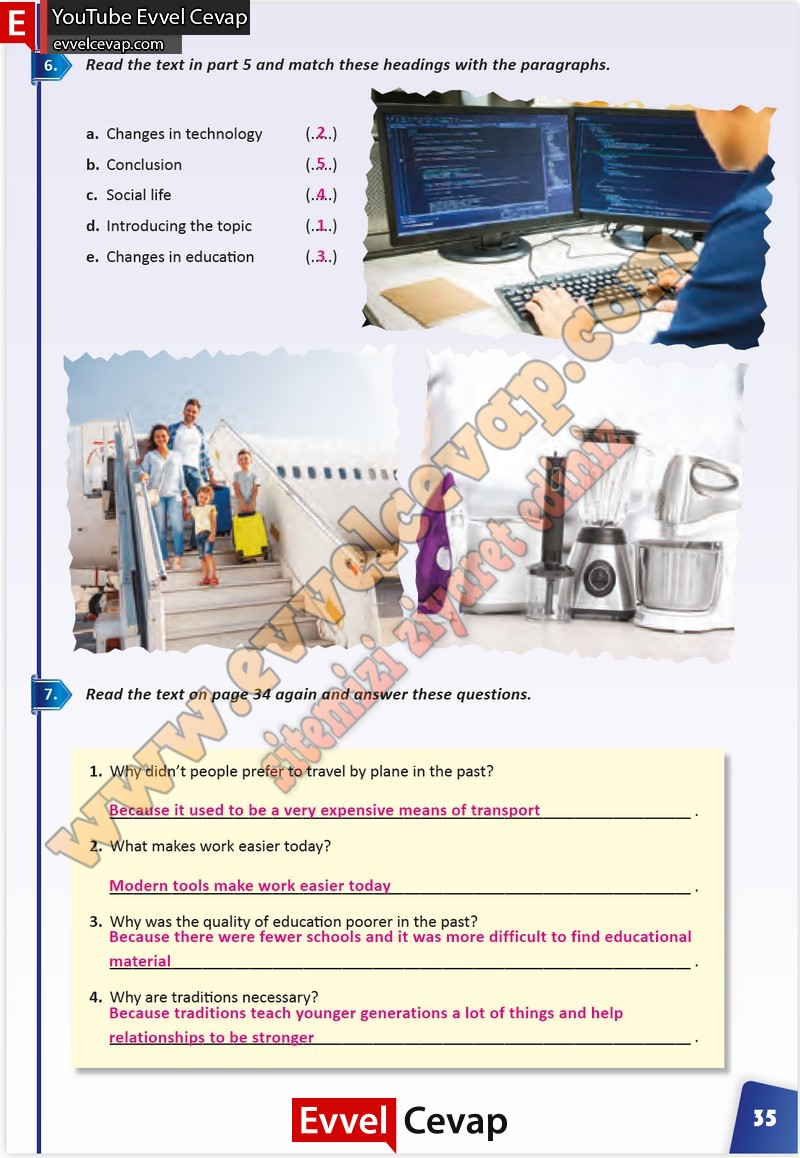 E YouTube Evvel Cevap
evvelcevap.com
6. Read the text in part 5 and match these headings with the paragraphs.
a. Changes in technology (..2..)
b. Conclusion (..5..)
c. Social life (..4..)
d. Introducing the topic (..1..)
e. Changes in education (..3..)
www.evvelcevap.com
sitemizi ziyaret ediniz
7. Read the text on page 34 again and answer these questions.
1. Why didn't people prefer to travel by plane in the past?
Because it used to be a very expensive means of transport .
2. What makes work easier today?
Modern tools make work easier today .
3. Why was the quality of education poorer in the past?
Because there were fewer schools and it was more difficult to find educational
material .
4. Why are traditions necessary?
Because traditions teach younger generations a lot of things and help
relationships to be stronger .
Evvel Cevap
35